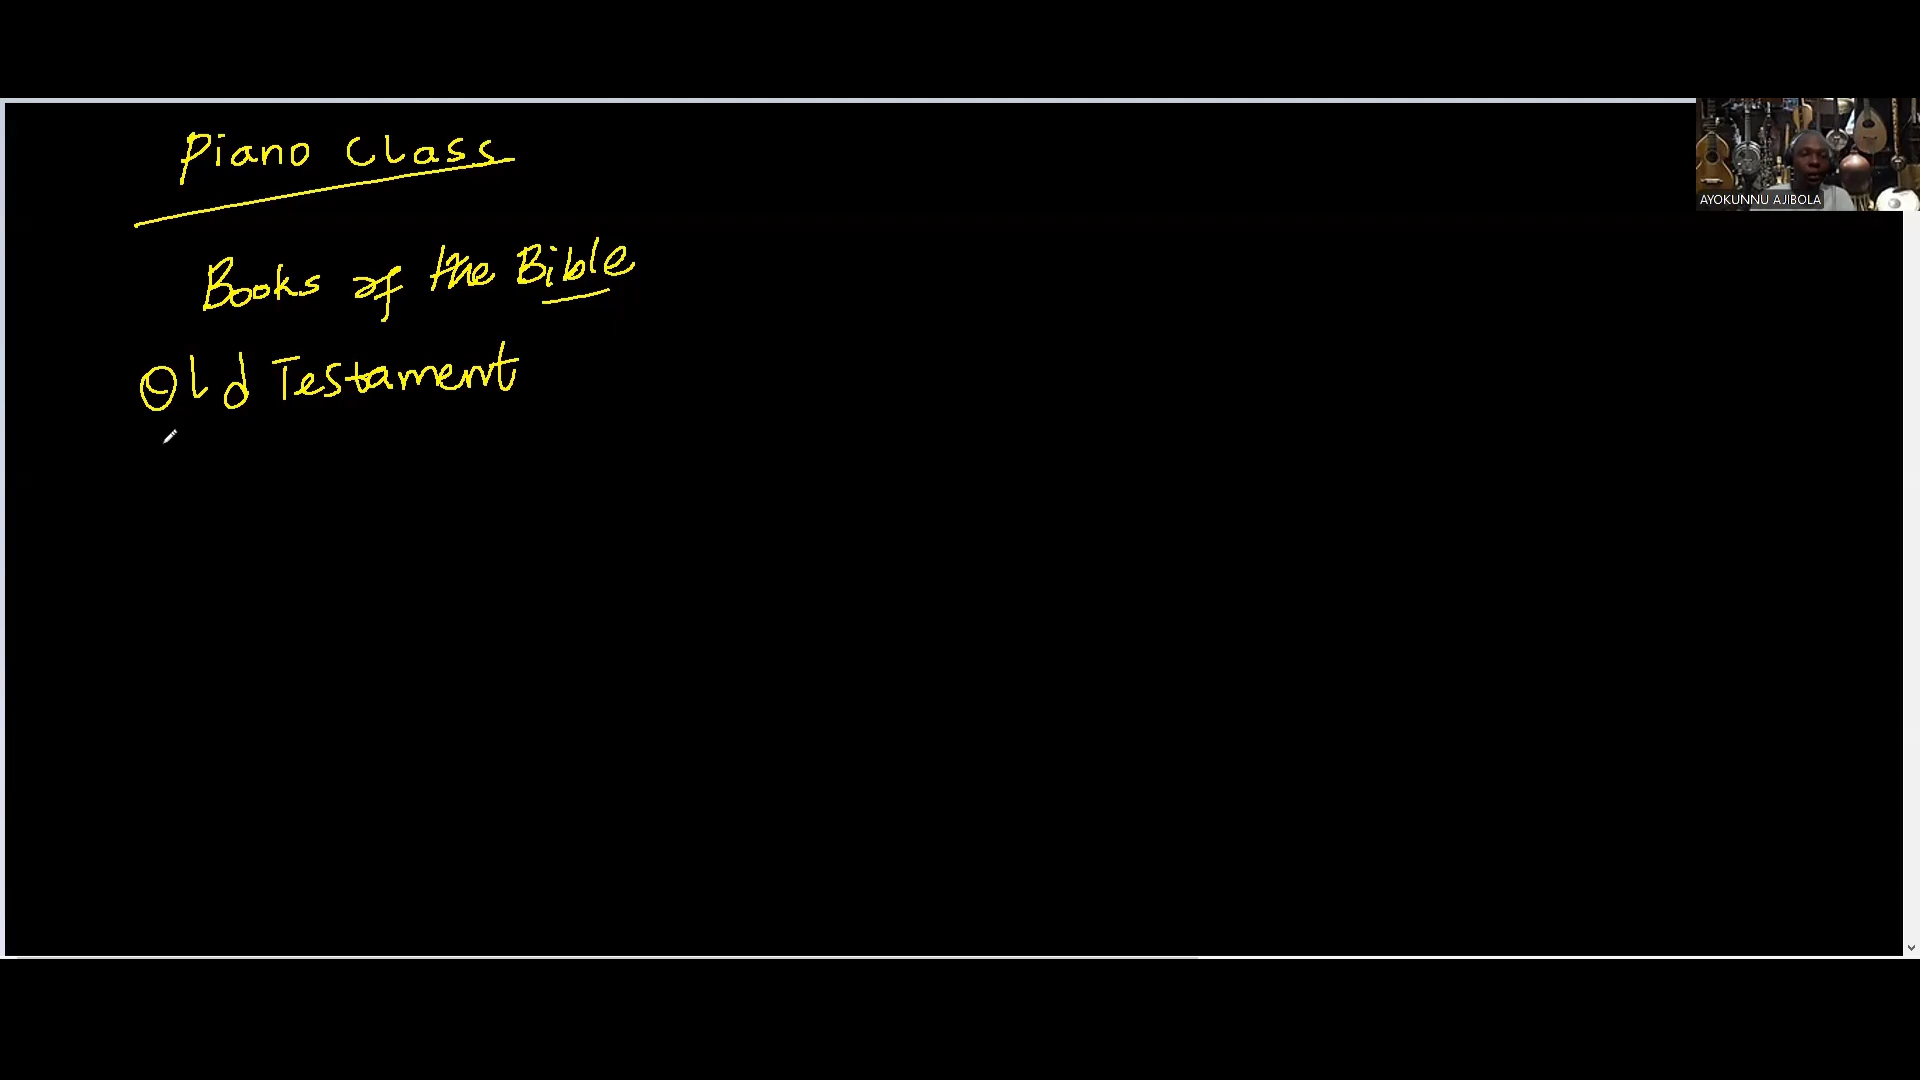 Piano Class
AYOKUNNU AJIBOLA
Books of the Bible
Old Testament